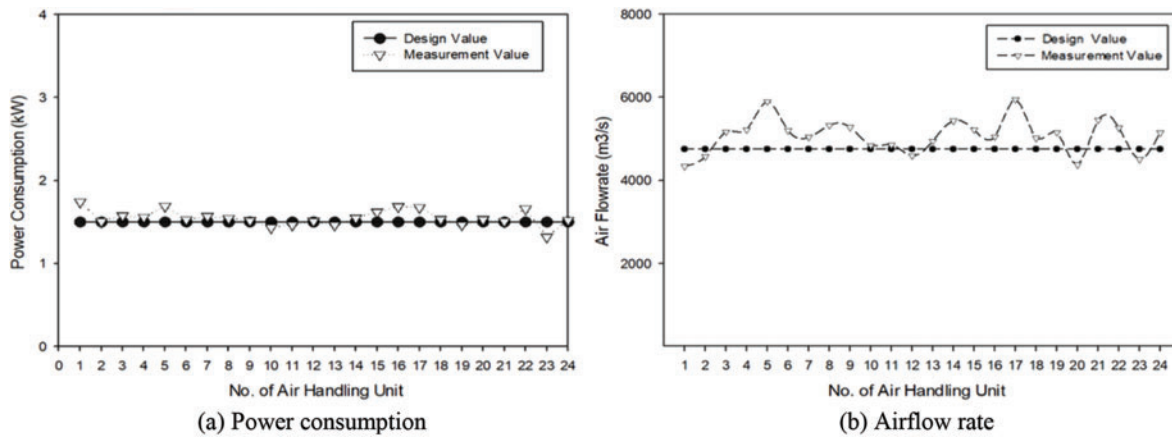 4
3
2
1
0
Power Consumption (kW)
Design Value
Measurement Value
0 1 2 3 4 5 6 7 8 9 10 11 12 13 14 15 16 17 18 19 20 21 22 23 24
No. of Air Handling Unit
(a) Power consumption
8000
6000
4000
2000
Air Flowrate (m3/s)
Design Value
Measurement Value
1 2 3 4 5 6 7 8 9 10 11 12 13 14 15 16 17 18 19 20 21 22 23 24
No. of Air Handling Unit
(b) Airflow rate